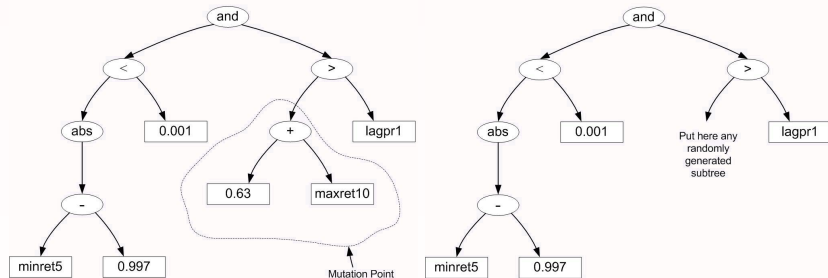 and
<
>
abs
0.001
+
lagpr1
0.63
maxret10
-
minret5
0.997
Mutation Point
and
<
>
abs
0.001
Put here any
randomly
generated
subtree
lagpr1
-
minret5
0.997